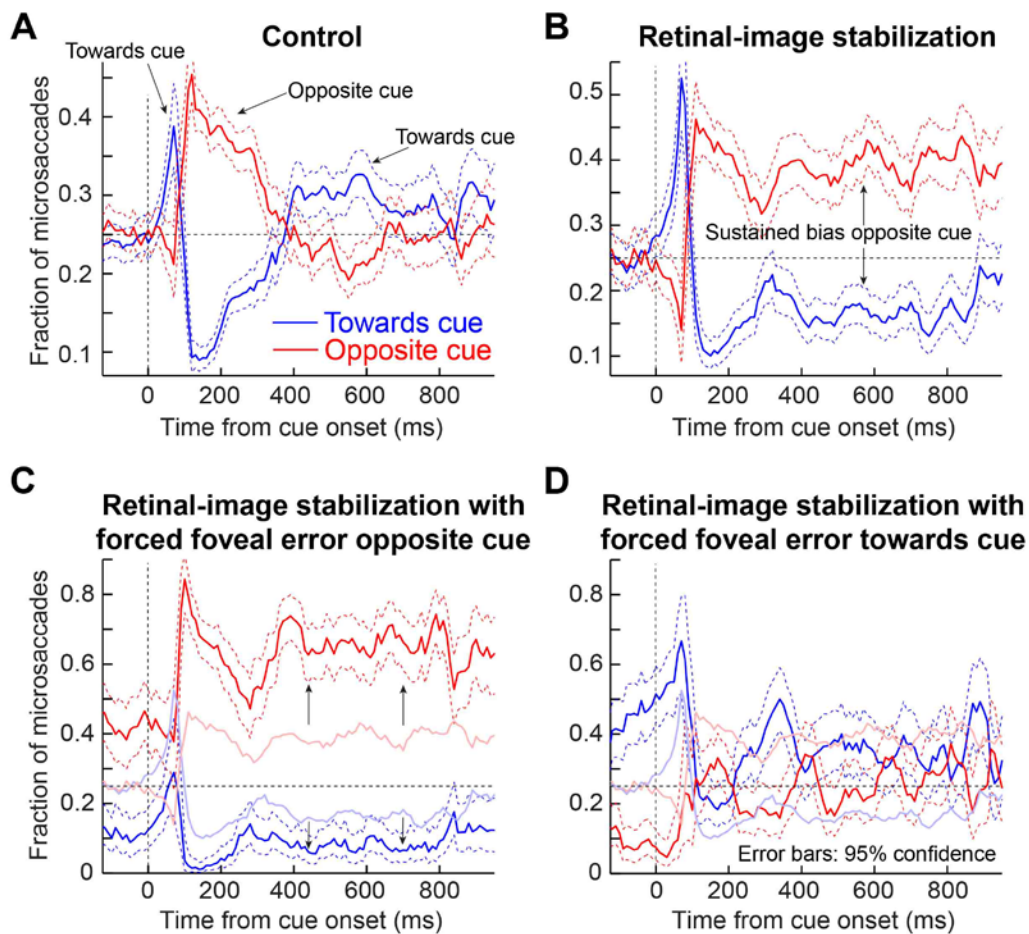 A
Control
Towards cue
Opposite cue
Towards cue
0.4
0.3
0.2
0.1
Fraction of microsaccades
Towards cue
Opposite cue
0 200 400 600 800
Time from cue onset (ms)
B
Retinal-image stabilization
0.5
0.4
0.3
0.2
0.1
Sustained bias opposite cue
0 200 400 600 800
Time from cue onset (ms)
C
Retinal-image stabilization with
forced foveal error opposite cue
0.8
0.6
0.4
0.2
0
Fraction of microsaccades
0 200 400 600 800
Time from cue onset (ms)
D
Retinal-image stabilization with
forced foveal error towards cue
0.8
0.6
0.4
0.2
0
Error bars: 95% confidence
0 200 400 600 800
Time from cue onset (ms)